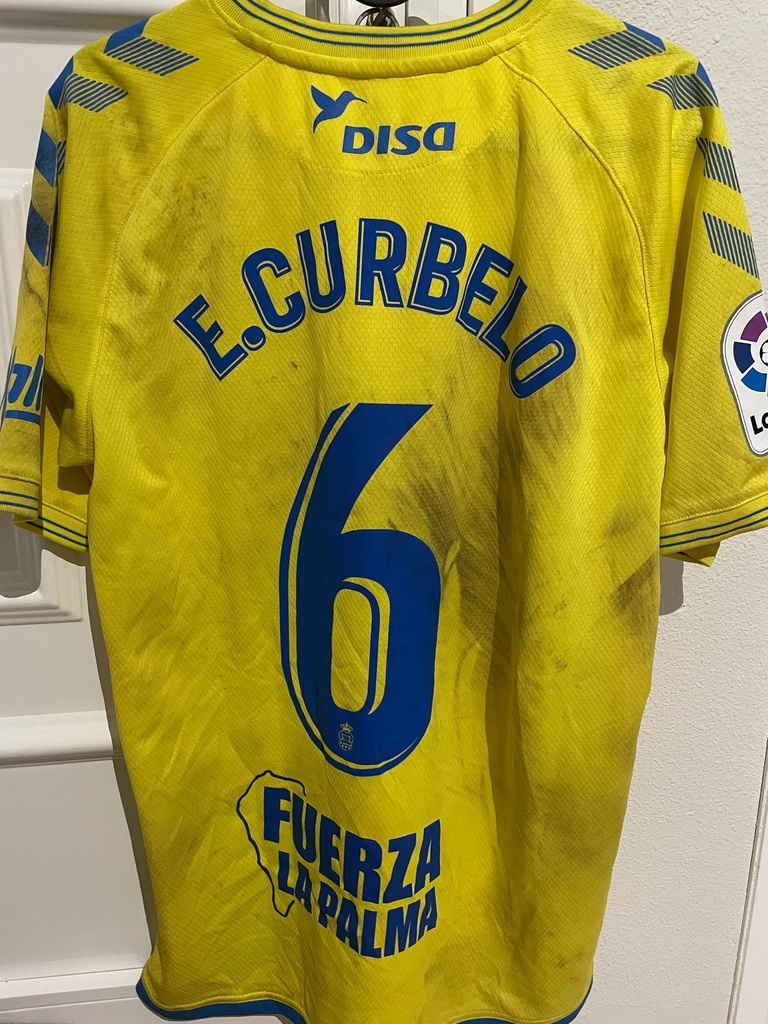 DISA
E.CURBELO
6
FUERZA
LA PALMA